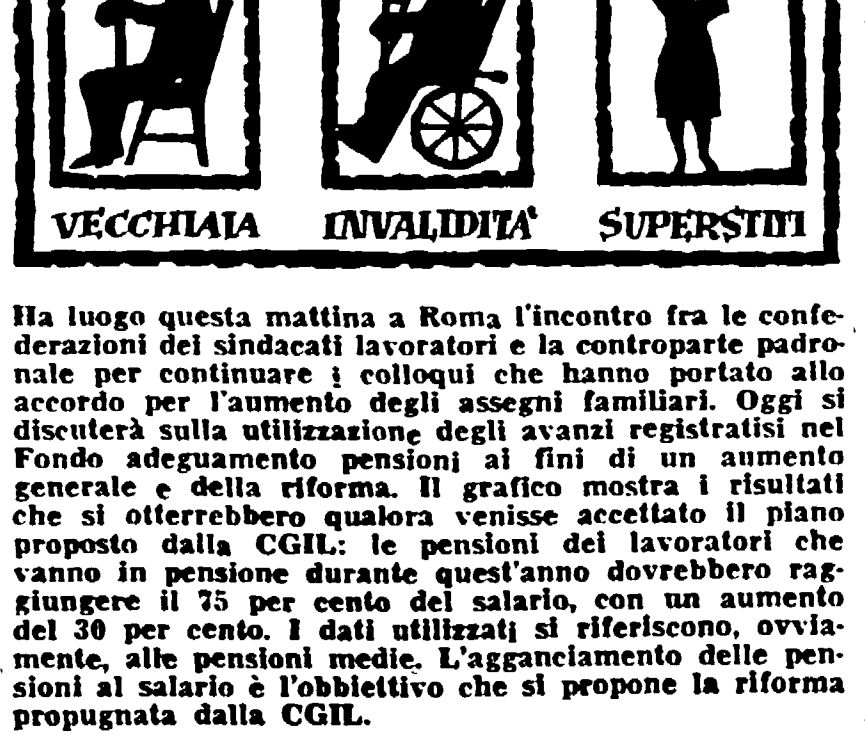 VECCHIAIA INVALIDITA' SUPERSTITI
Ha luogo questa mattina a Roma l'incontro fra le confe-
derazioni dei sindacati lavoratori e la controparte padro-
nale per continuare i colloqui che hanno portato allo
accordo per l'aumento degli assegni familiari. Oggi si
discuterà sulla utilizzazione degli avanzi registratisi nel
Fondo adeguamento pensioni ai fini di un aumento
generale e della riforma. Il grafico mostra i risultati
che si otterrebbero qualora venisse accettato il piano
proposto dalla CGIL: le pensioni dei lavoratori che
vanno in pensione durante quest'anno dovrebbero rag-
giungere il 75 per cento del salario, con un aumento
del 30 per cento. I dati utilizzati si riferiscono, ovvia-
mente, alle pensioni medie. L'agganciamento delle pen-
sioni al salario è l'obbiettivo che si propone la riforma
propugnata dalla CGIL.